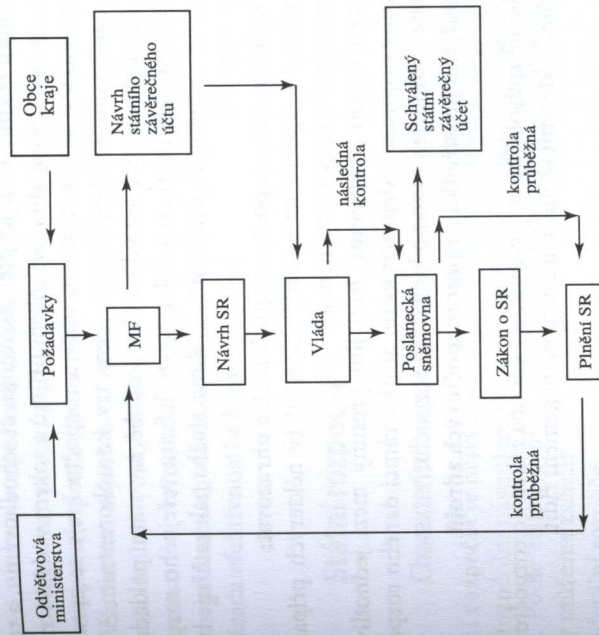 Odvětvová
ministerstva
Požadavky
Obce
kraje
MF
Návrh
státního
závěrečného
účtu
Návrh SR
Vláda
následná
kontrola
Poslanecká
sněmovna
Schválený
státní
závěrečný
účet
Zákon o SR
kontrola
průběžná
kontrola
průběžná
Plnění SR